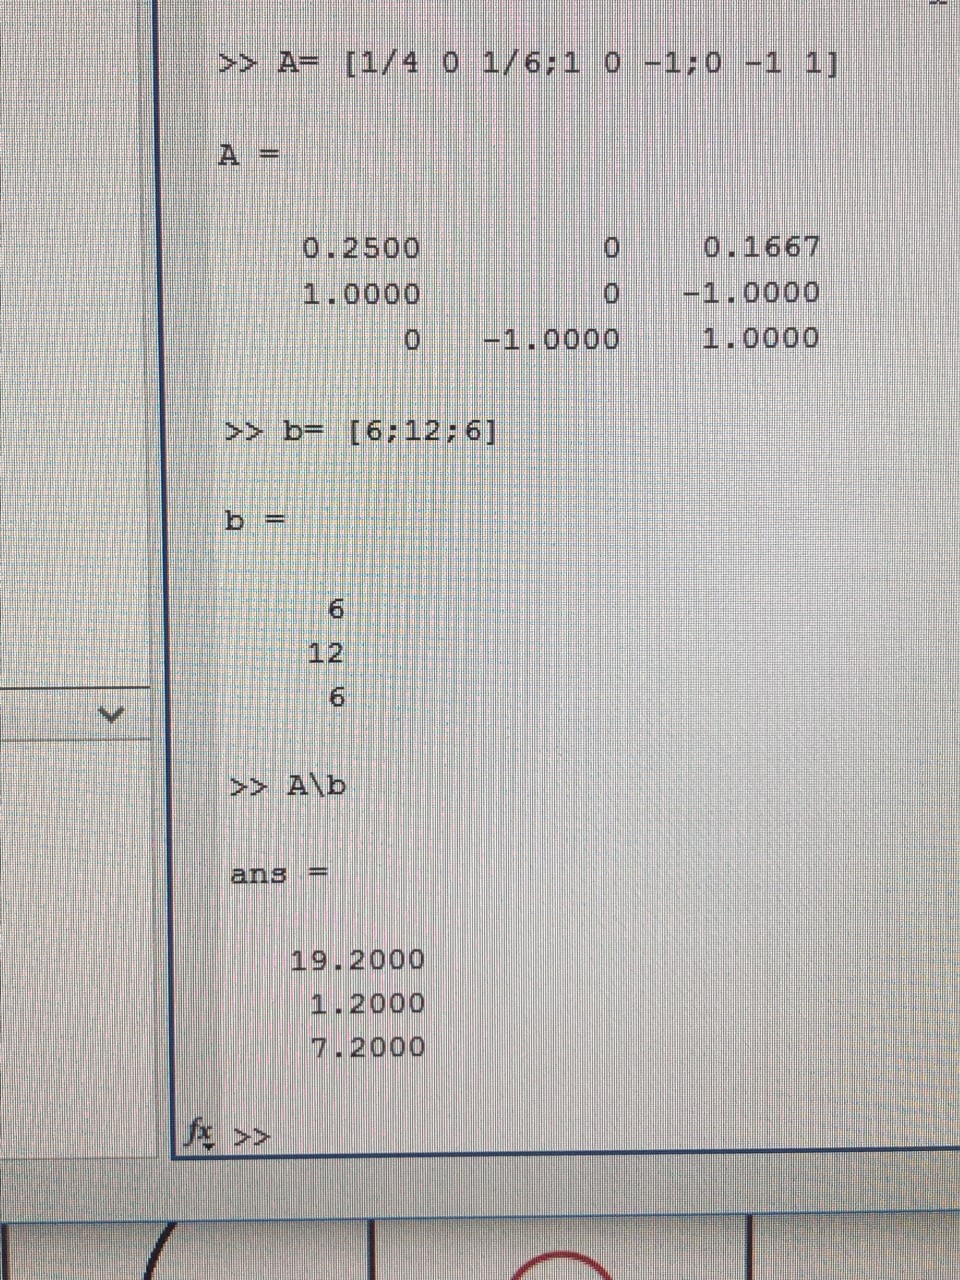 >> A= [1/4 0 1/6;1 0 -1;0 -1 1]
A =
0.2500 0 0.1667
1.0000 0 -1.0000
0 -1.0000 1.0000
>> b= [6;12;6]
b =
6
12
6
>> A\b
ans =
19.2000
1.2000
7.2000
fx >>